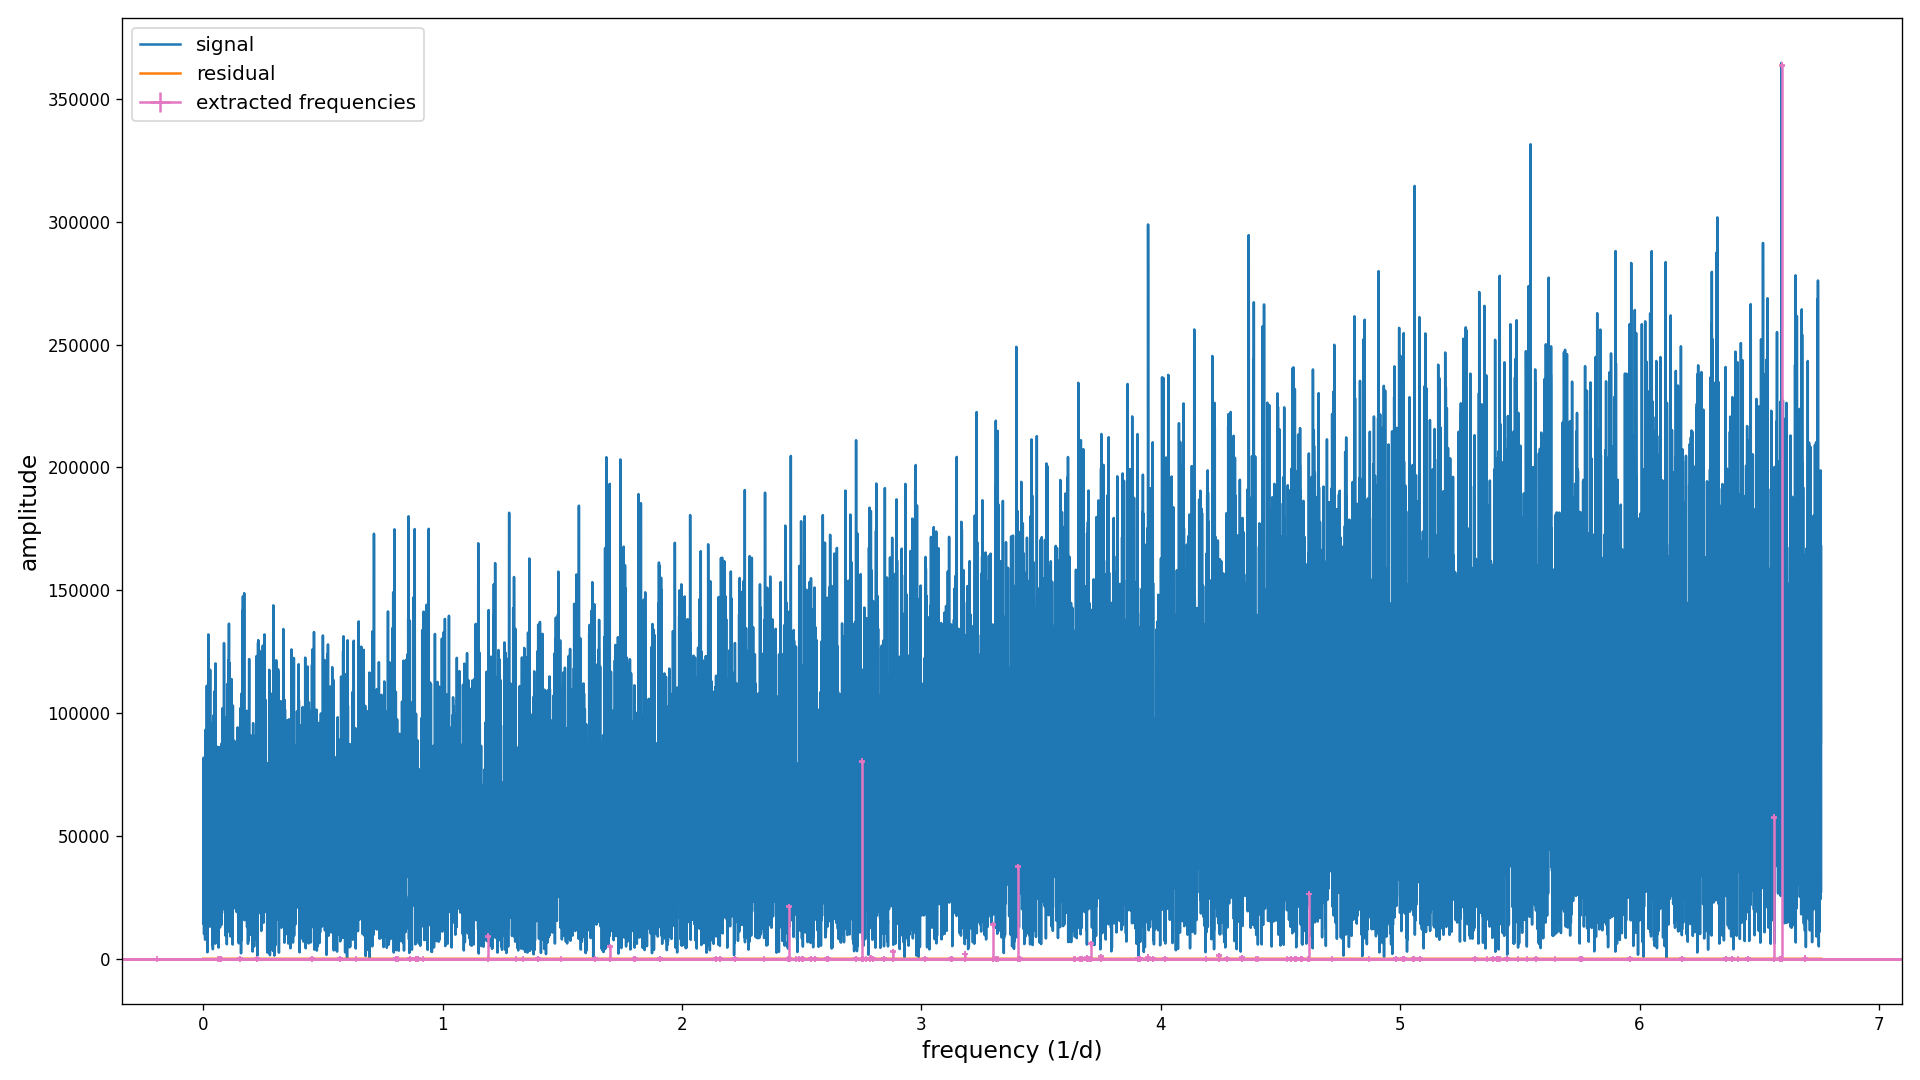 signal
residual
extracted frequencies
350000
300000
250000
200000
150000
100000
50000
0
amplitude
0 1 2 3 4 5 6 7
frequency (1/d)